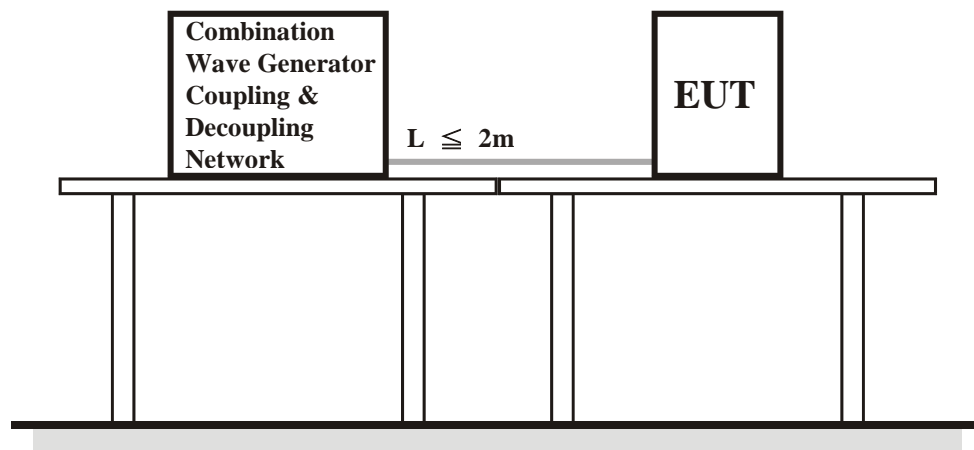 Combination
Wave Generator
Coupling &
Decoupling
Network
L ≦ 2m
EUT